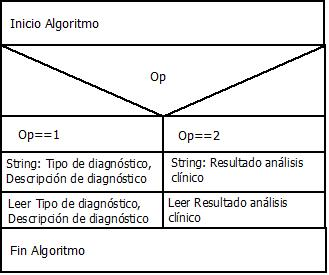 Inicio Algoritmo
Op
Op==1
Op==2
String: Tipo de diagnóstico,
Descripción de diagnóstico
String: Resultado análisis
clínico
Leer Tipo de diagnóstico,
Descripción de diagnóstico
Leer Resultado análisis
clínico
Fin Algoritmo